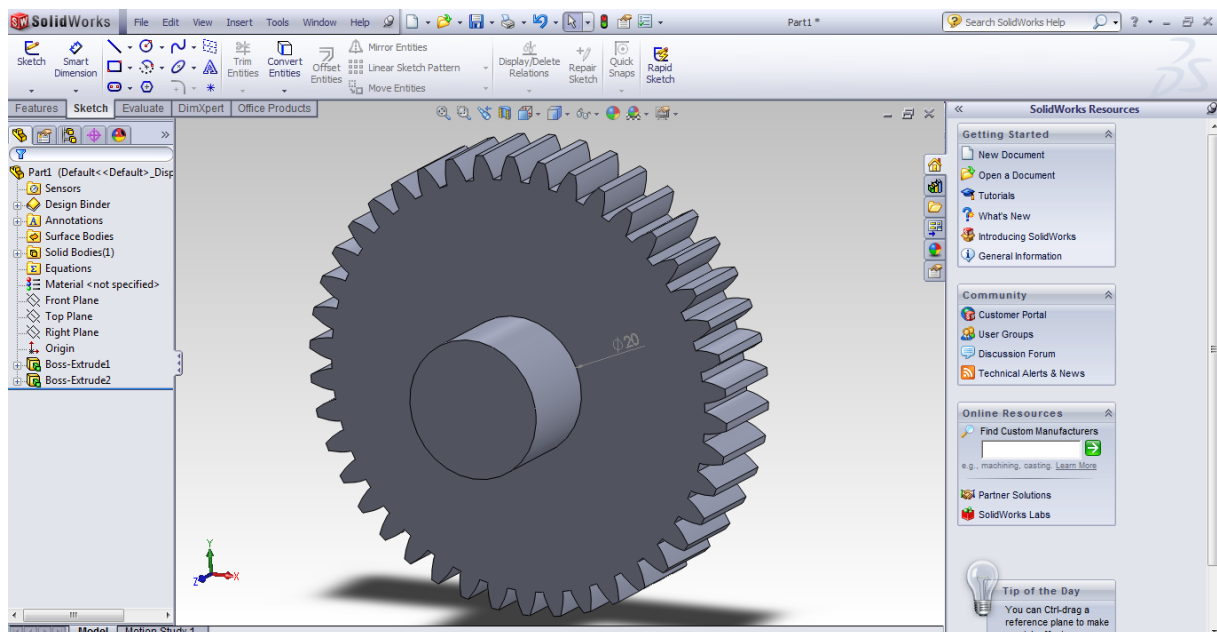 SolidWorks File Edit View Insert Tools Window Help Part1 * Search SolidWorks Help ?
Sketch
Smart Dimension
Trim Entities
Convert Entities
Offset Entities
Mirror Entities
Linear Sketch Pattern
Move Entities
Display/Delete Relations
Repair Sketch
Quick Snaps
Rapid Sketch
Features Sketch Evaluate DimXpert Office Products
Part1 (Default<<Default>_Disp
Sensors
Design Binder
Annotations
Surface Bodies
Solid Bodies(1)
Equations
Material <not specified>
Front Plane
Top Plane
Right Plane
Origin
Boss-Extrude1
Boss-Extrude2
∅20
Y
Z X
Model Motion Study 1
SolidWorks Resources
Getting Started
New Document
Open a Document
Tutorials
What's New
Introducing SolidWorks
General Information
Community
Customer Portal
User Groups
Discussion Forum
Technical Alerts & News
Online Resources
Find Custom Manufacturers
e.g., machining, casting. Learn More
Partner Solutions
SolidWorks Labs
Tip of the Day
You can Ctrl-drag a
reference plane to make